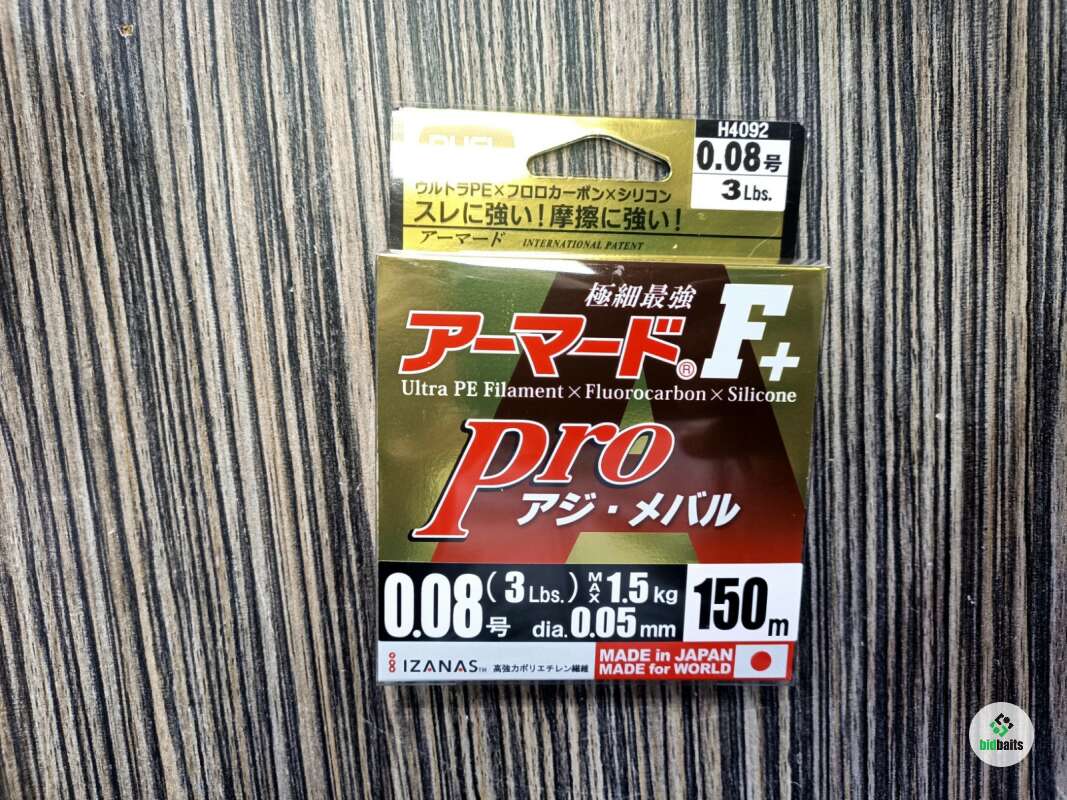 H4092
0.08号
3Lbs.
ウルトラPE×フロロカーボン×シリコン
スレに強い!摩擦に強い!
アーマード INTERNATIONAL PATENT
極細最強
アーマード® F+
Ultra PE Filament×Fluorocarbon×Silicone
Pro
アジ・メバル
0.08号 (3Lbs.) MAX 1.5kg
dia.0.05mm
150m
IZANAS™ 高強力ポリエチレン繊維
MADE in JAPAN
MADE for WORLD
bidbaits